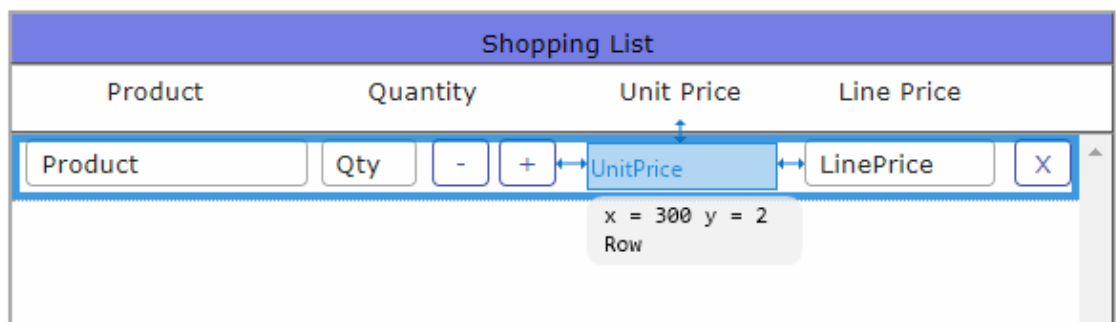 Shopping List
Product Quantity Unit Price Line Price
Product Qty - + UnitPrice LinePrice X
x = 300 y = 2
Row